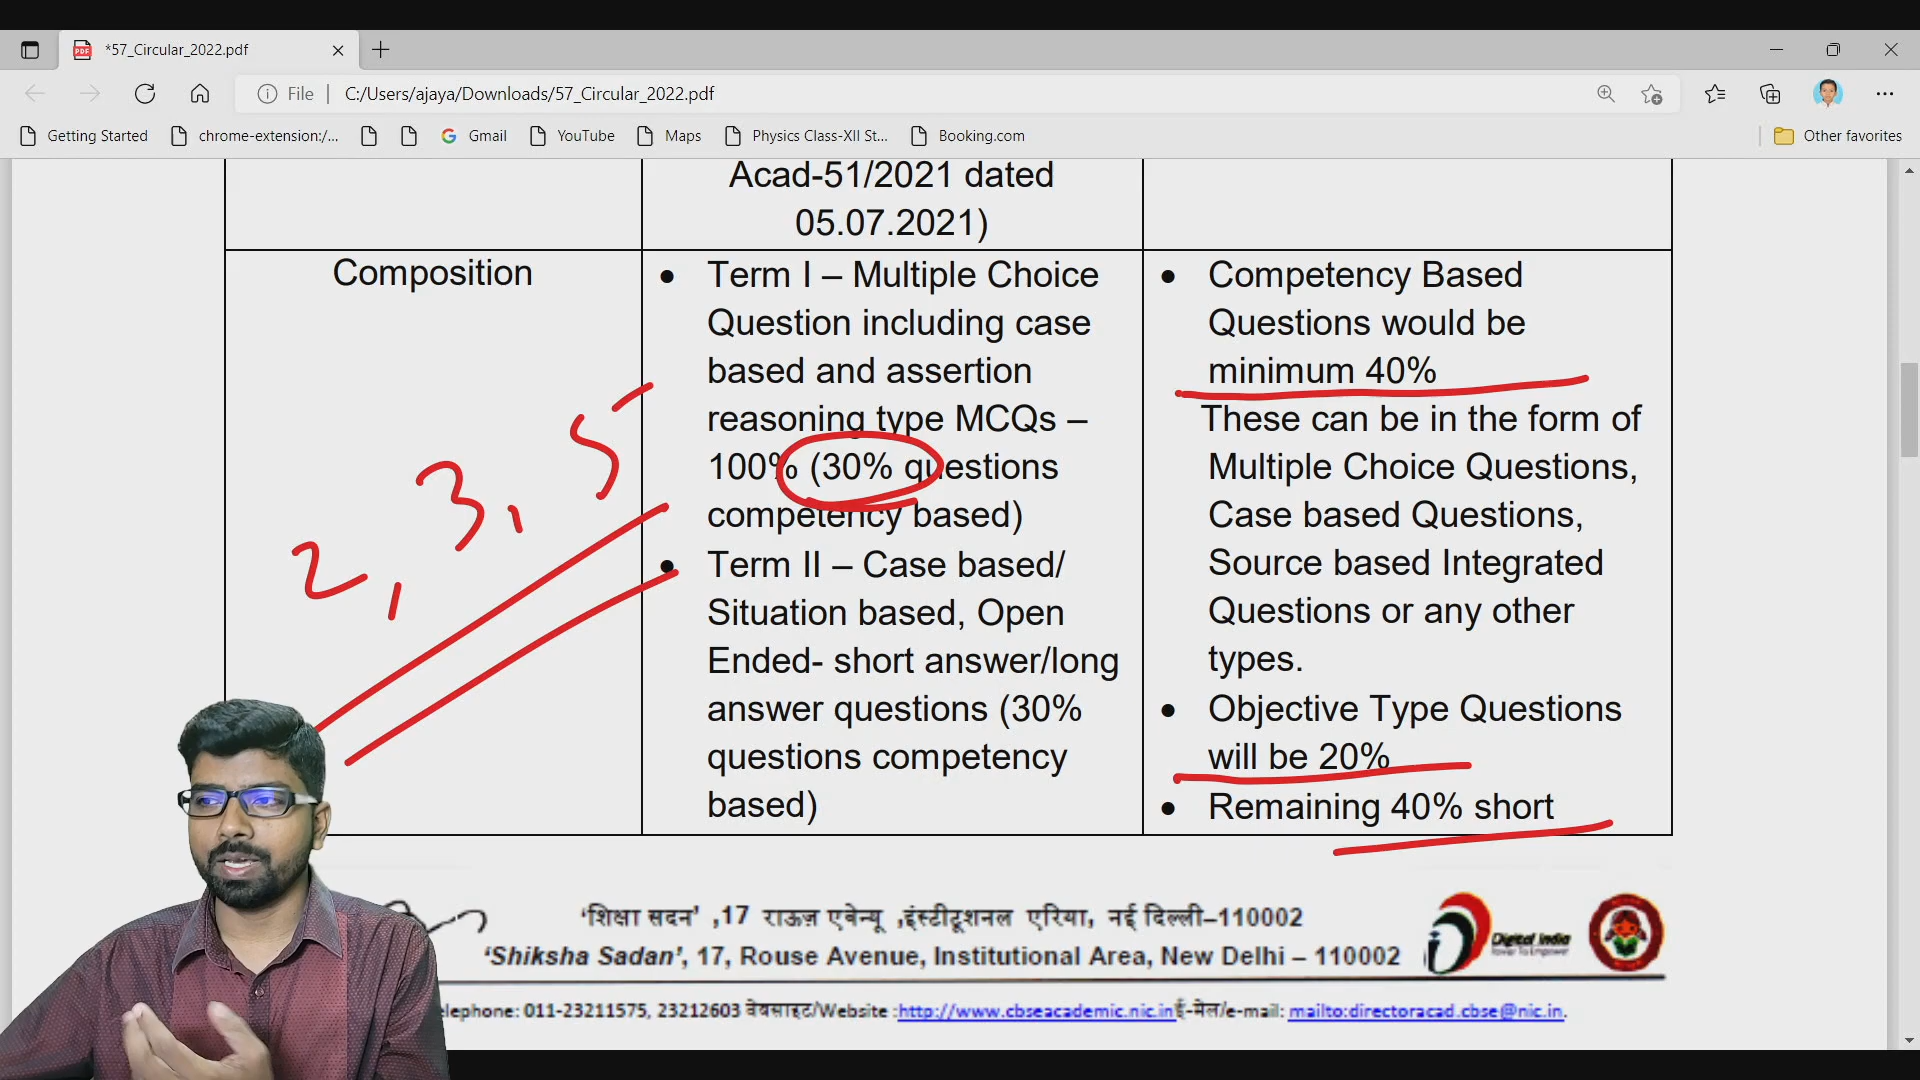 *57_Circular_2022.pdf
File
C:/Users/ajaya/Downloads/57_Circular_2022.pdf
Getting Started
chrome-extension:/...
Gmail
YouTube
Maps
Physics Class-XII St...
Booking.com
Other favorites
Acad-51/2021 dated
05.07.2021)
Composition
• Term I – Multiple Choice
Question including case
based and assertion
reasoning type MCQs –
100% (30% questions
competency based)
• Term II – Case based/
Situation based, Open
Ended- short answer/long
answer questions (30%
questions competency
based)
• Competency Based
Questions would be
minimum 40%
These can be in the form of
Multiple Choice Questions,
Case based Questions,
Source based Integrated
Questions or any other
types.
• Objective Type Questions
will be 20%
• Remaining 40% short
2, 3, 5
‘शिक्षा सदन’ ,17 राऊज़ एवेन्यू ,इंस्टीटूशनल एरिया, नई दिल्ली–110002
‘Shiksha Sadan’, 17, Rouse Avenue, Institutional Area, New Delhi – 110002
Digital India
Power To Empower
elephone: 011-23211575, 23212603 वेबसाइट/Website :http://www.cbseacademic.nic.in ई-मेल/e-mail: mailto:directoracad.cbse@nic.in.